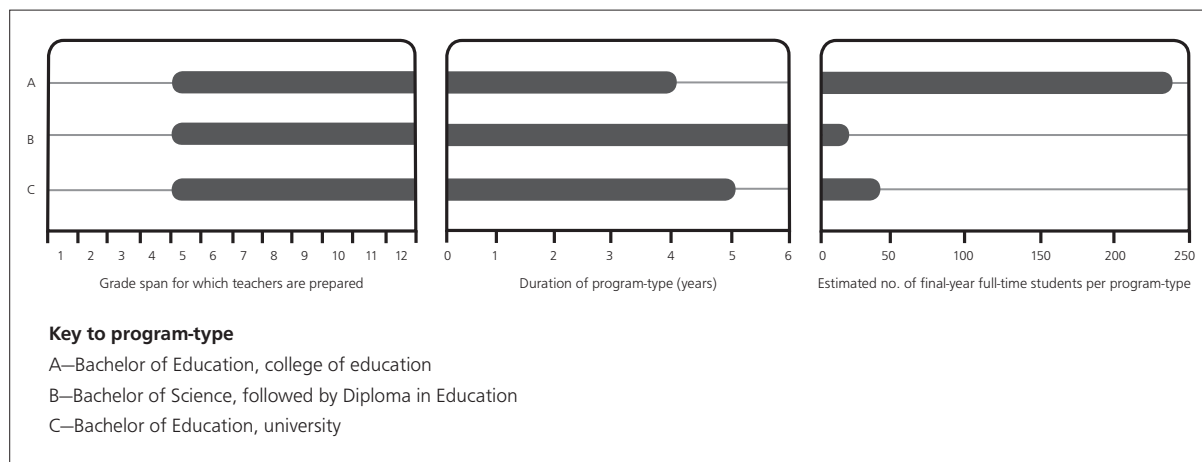 A
B
C
1 2 3 4 5 6 7 8 9 10 11 12
Grade span for which teachers are prepared
0 1 2 3 4 5 6
Duration of program-type (years)
0 50 100 150 200 250
Estimated no. of final-year full-time students per program-type
Key to program-type
A—Bachelor of Education, college of education
B—Bachelor of Science, followed by Diploma in Education
C—Bachelor of Education, university